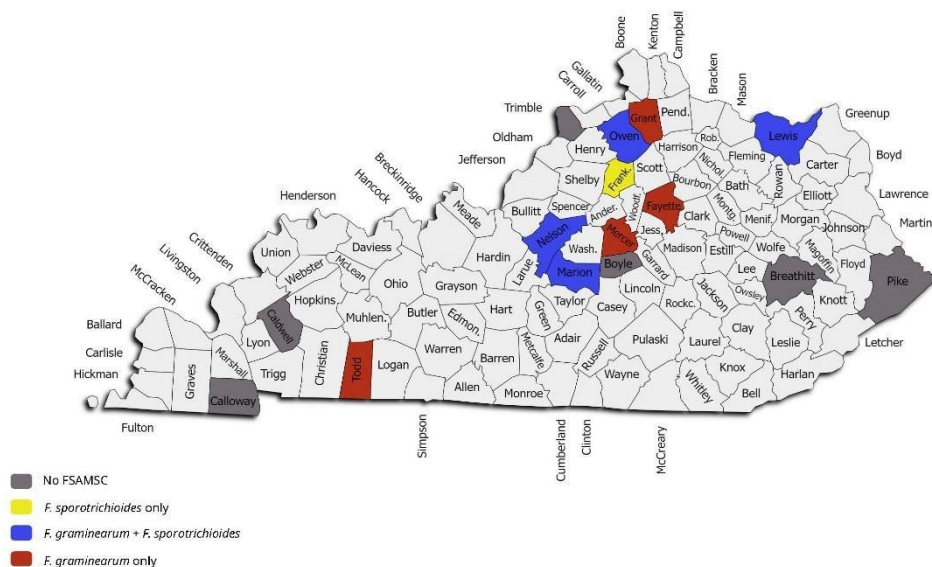 Boone
Kenton
Campbell
Gallatin
Carroll
Bracken
Mason
Trimble
Grant
Pend.
Greenup
Oldham
Owen
Lewis
Henry
Harrison
Rob.
Fleming
Boyd
Jefferson
Shelby
Frank.
Scott
Nichol.
Rowan
Carter
Breckinridge
Hancock
Bourbon
Bath
Elliott
Lawrence
Henderson
Meade
Bullitt
Spencer
Ander.
Woodf.
Fayette
Clark
Montg.
Menif.
Morgan
Johnson
Martin
Nelson
Mercer
Jess.
Powell
Crittenden
Union
Daviess
Hardin
Larue
Wash.
Madison
Estill
Wolfe
Magoffin
Floyd
Livingston
Webster
McLean
Marion
Boyle
Garrard
Lee
Breathitt
Pike
McCracken
Hopkins
Ohio
Grayson
Hart
Green
Taylor
Casey
Lincoln
Rockc.
Jackson
Owsley
Perry
Knott
Ballard
Caldwell
Muhlen.
Butler
Edmon.
Adair
Clay
Letcher
Carlisle
Marshall
Lyon
Warren
Barren
Metcalfe
Russell
Pulaski
Laurel
Leslie
Hickman
Graves
Trigg
Christian
Todd
Logan
Wayne
Knox
Harlan
Calloway
Allen
Monroe
Whitley
Bell
Fulton
Simpson
Cumberland
Clinton
McCreary
No FSAMSC
F. sporotrichioides only
F. graminearum + F. sporotrichioides
F. graminearum only